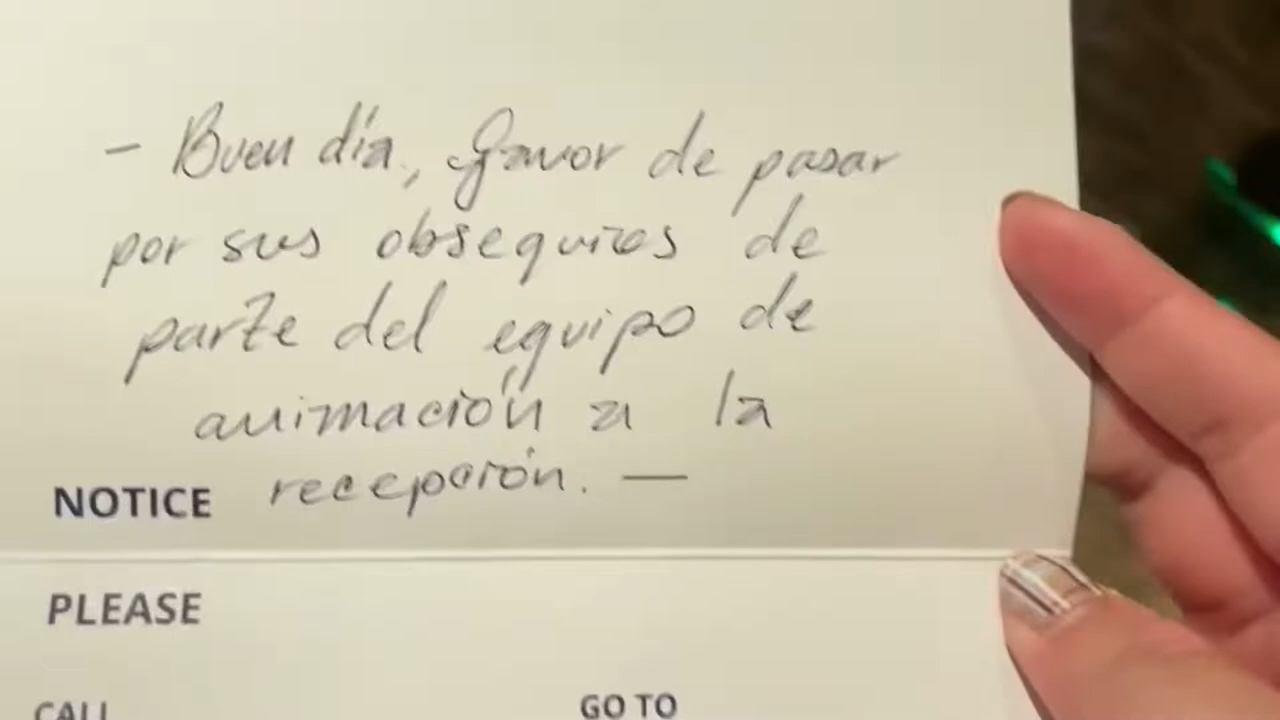 - Buen día, favor de pasar
por sus obsequios de
parte del equipo de
animación a la
recepción. —
NOTICE
PLEASE
CALL
GO TO